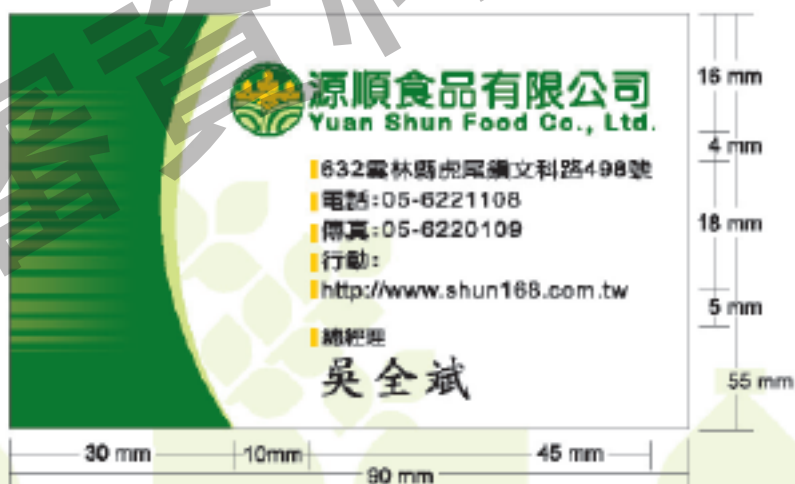 源順食品有限公司
Yuan Shun Food Co., Ltd.
632雲林縣虎尾鎮文科路498號
電話:05-6221108
傳真:05-6220109
行動:
http://www.shun168.com.tw
總經理
吳全斌
16 mm
4 mm
18 mm
5 mm
55 mm
30 mm
10mm
45 mm
90 mm